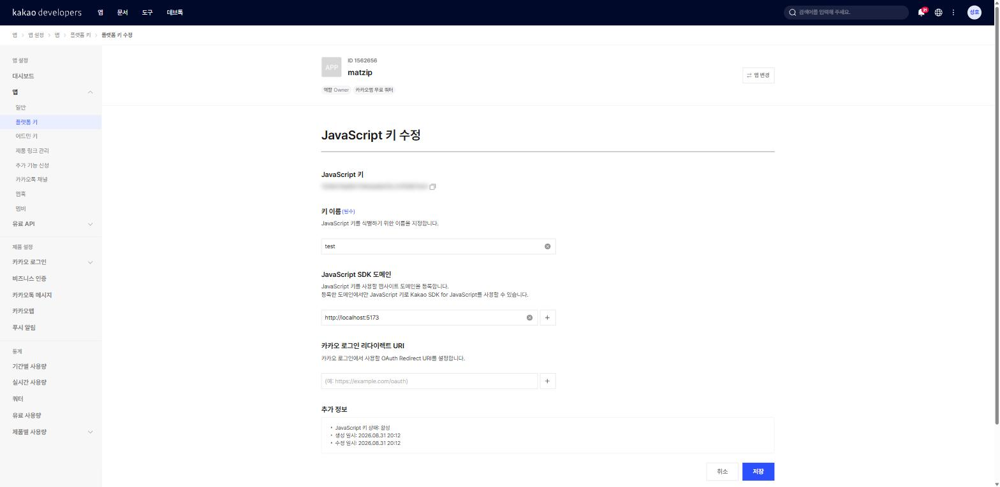 kakao developers 앱 문서 도구 데브톡 검색어를 입력해 주세요. 21 성호
앱 > 앱 설정 > 앱 > 플랫폼 키 > 플랫폼 키 수정
앱 설정
대시보드
앱
일반
플랫폼 키
어드민 키
제품 링크 관리
추가 기능 신청
카카오톡 채널
웹훅
멤버
유료 API
제품 설정
카카오 로그인
비즈니스 인증
카카오톡 메시지
카카오맵
푸시 알림
통계
기간별 사용량
실시간 사용량
쿼터
유료 사용량
제품별 사용량
APP
ID 1562656
matzip
역할 Owner 카카오맵 무료 쿼터
앱 변경
JavaScript 키 수정
JavaScript 키
키 이름 (필수)
JavaScript 키를 식별하기 위한 이름을 지정합니다.
test
JavaScript SDK 도메인
JavaScript 키를 사용할 웹사이트 도메인을 등록합니다.
등록한 도메인에서만 JavaScript 키로 Kakao SDK for JavaScript를 사용할 수 있습니다.
http://localhost:5173
+
카카오 로그인 리다이렉트 URI
카카오 로그인에서 사용할 OAuth Redirect URI를 설정합니다.
(예: https://example.com/oauth)
+
추가 정보
• JavaScript 키 상태: 활성
• 생성 일시: 2026.08.31 20:12
• 수정 일시: 2026.08.31 20:12
취소 저장